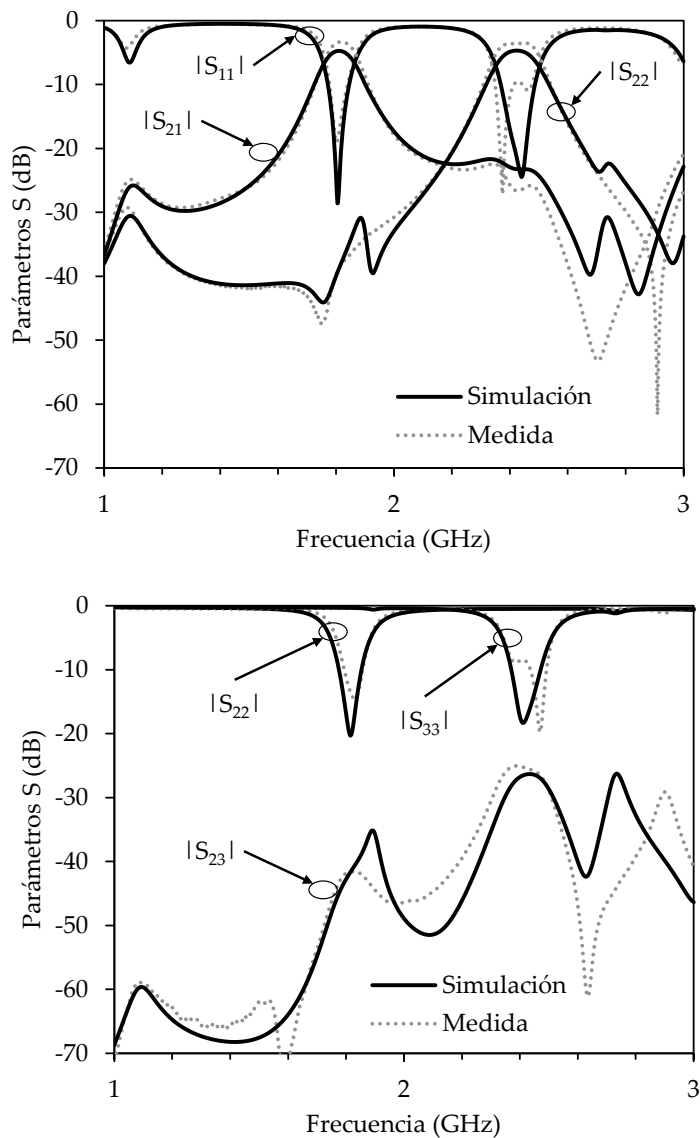 0
-10
-20
-30
-40
-50
-60
-70
Parámetros S (dB)
|S11|
|S21|
|S22|
Simulación
Medida
1
2
3
Frecuencia (GHz)
0
-10
-20
-30
-40
-50
-60
-70
Parámetros S (dB)
|S22|
|S33|
|S23|
Simulación
Medida
1
2
3
Frecuencia (GHz)